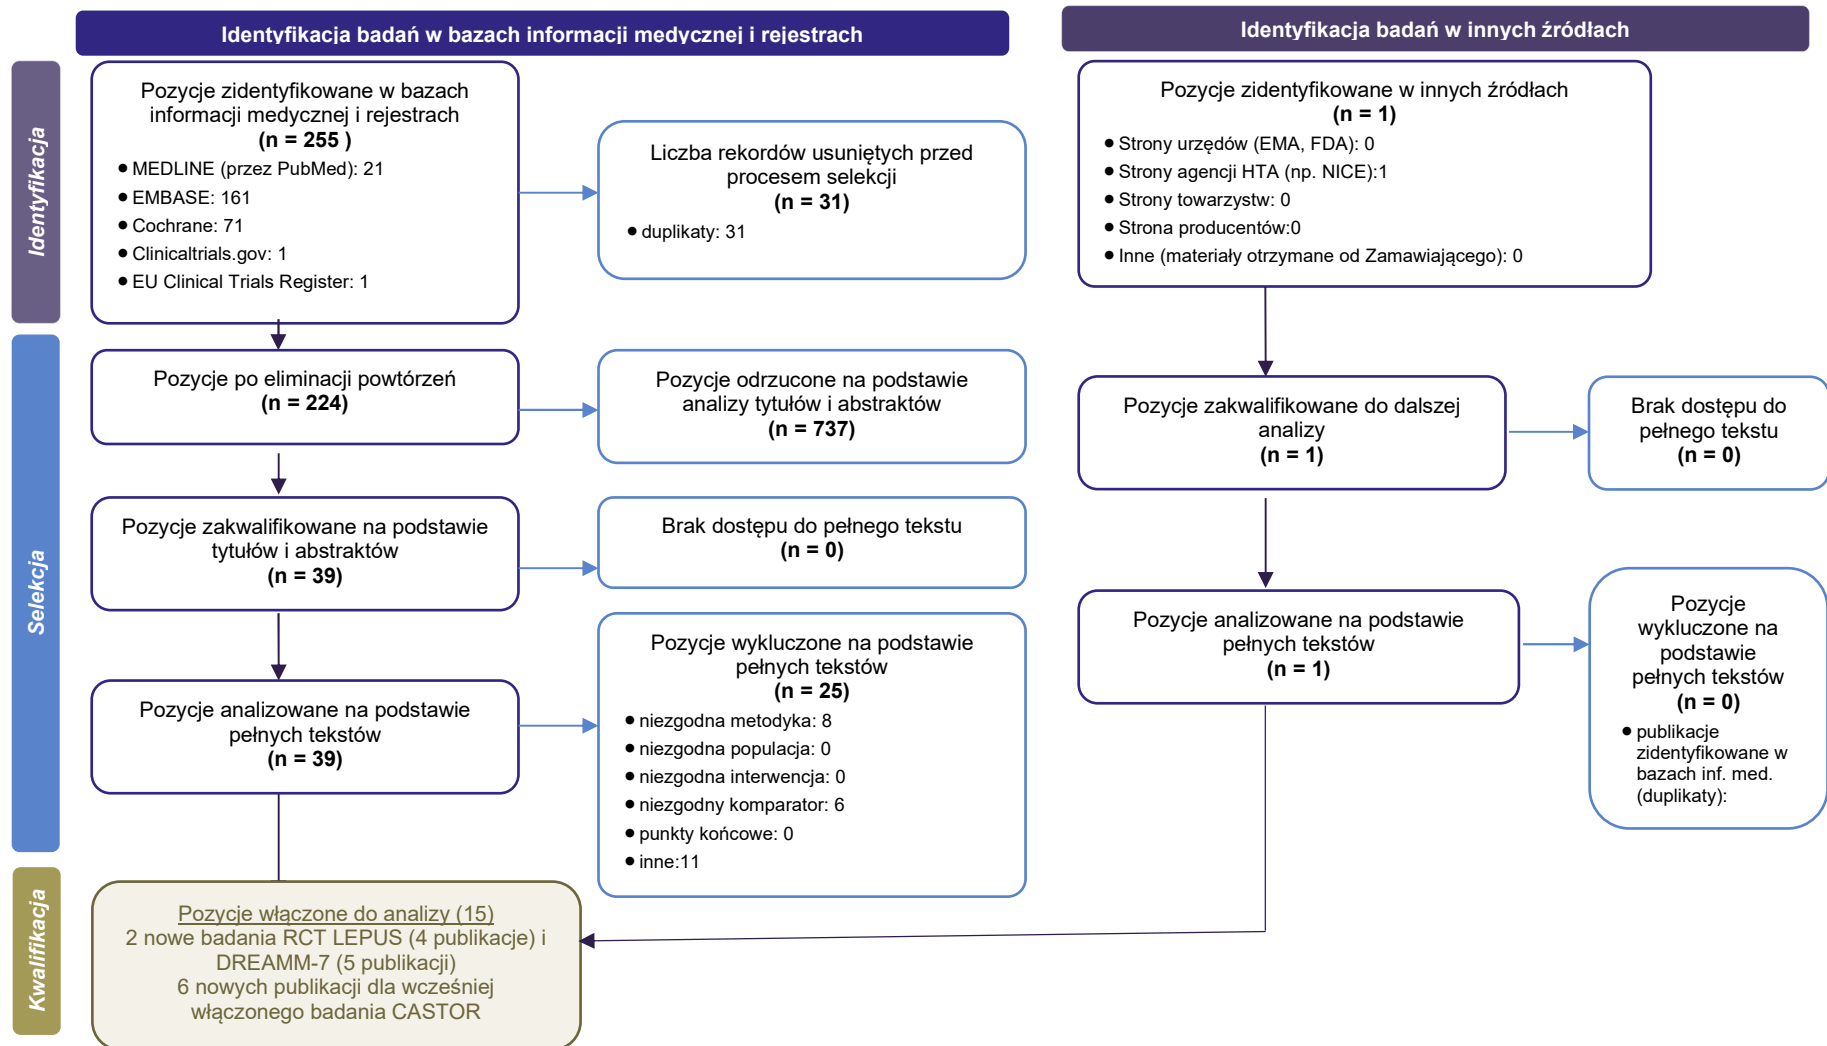 Identyfikacja badań w bazach informacji medycznej i rejestrach
Identyfikacja badań w innych źródłach
Identyfikacja
Pozycje zidentyfikowane w bazach
informacji medycznej i rejestrach
(n = 255 )
• MEDLINE (przez PubMed): 21
• EMBASE: 161
• Cochrane: 71
• Clinicaltrials.gov: 1
• EU Clinical Trials Register: 1
Liczba rekordów usuniętych przed
procesem selekcji
(n = 31)
• duplikaty: 31
Pozycje zidentyfikowane w innych źródłach
(n = 1)
• Strony urzędów (EMA, FDA): 0
• Strony agencji HTA (np. NICE):1
• Strony towarzystw: 0
• Strona producentów:0
• Inne (materiały otrzymane od Zamawiającego): 0
Selekcja
Pozycje po eliminacji powtórzeń
(n = 224)
Pozycje odrzucone na podstawie
analizy tytułów i abstraktów
(n = 737)
Pozycje zakwalifikowane do dalszej
analizy
(n = 1)
Brak dostępu do
pełnego tekstu
(n = 0)
Pozycje zakwalifikowane na podstawie
tytułów i abstraktów
(n = 39)
Brak dostępu do pełnego tekstu
(n = 0)
Pozycje analizowane na podstawie
pełnych tekstów
(n = 39)
Pozycje wykluczone na podstawie
pełnych tekstów
(n = 25)
• niezgodna metodyka: 8
• niezgodna populacja: 0
• niezgodna interwencja: 0
• niezgodny komparator: 6
• punkty końcowe: 0
• inne:11
Pozycje analizowane na podstawie
pełnych tekstów
(n = 1)
Pozycje
wykluczone na
podstawie
pełnych tekstów
(n = 0)
• publikacje
zidentyfikowane w
bazach inf. med.
(duplikaty):
Kwalifikacja
Pozycje włączone do analizy (15)
2 nowe badania RCT LEPUS (4 publikacje) i
DREAMM-7 (5 publikacji)
6 nowych publikacji dla wcześniej
włączonego badania CASTOR